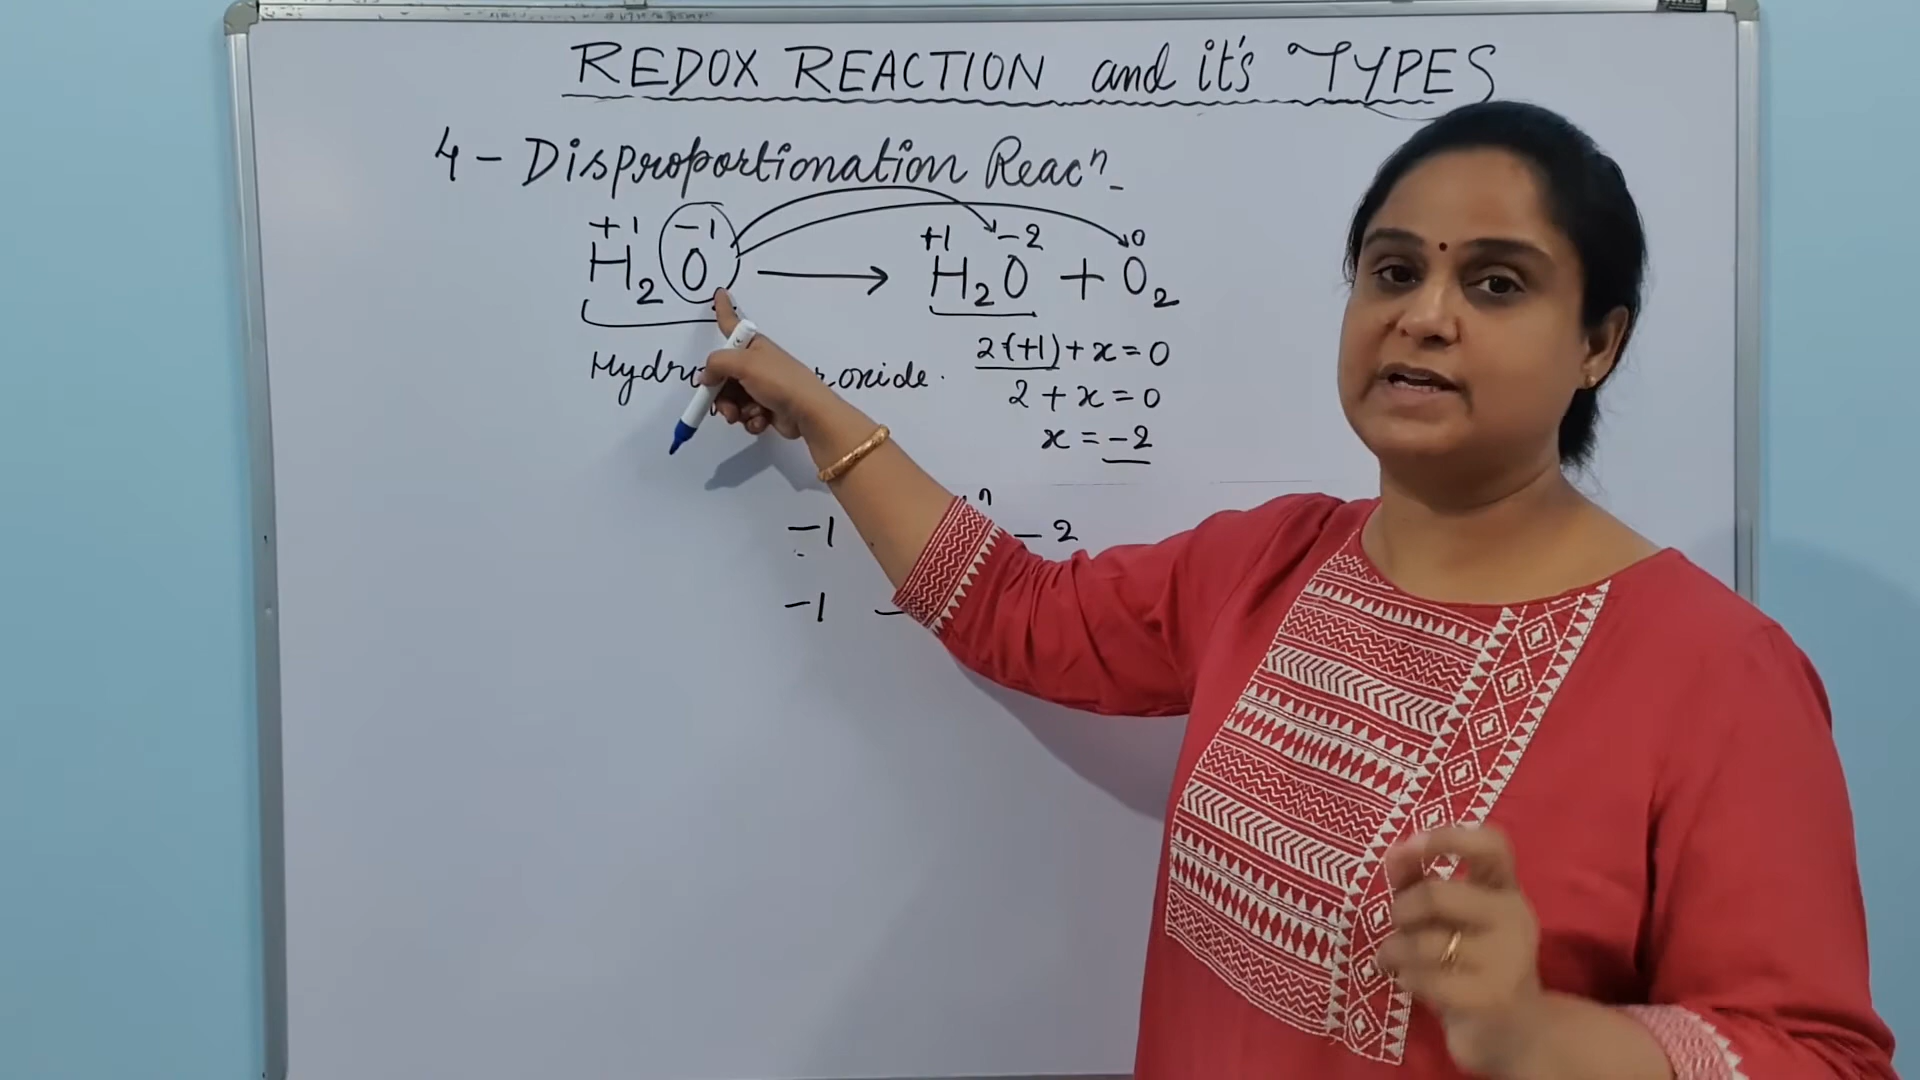 REDOX REACTION and it's TYPES
4 - Disproportionation Reacⁿ-
+1 -1 +1 -2 0
H₂O ⟶ H₂O + O₂
2(+1) + x = 0
oxide.
2 + x = 0
x = -2
n
-1 - 2
-1 -